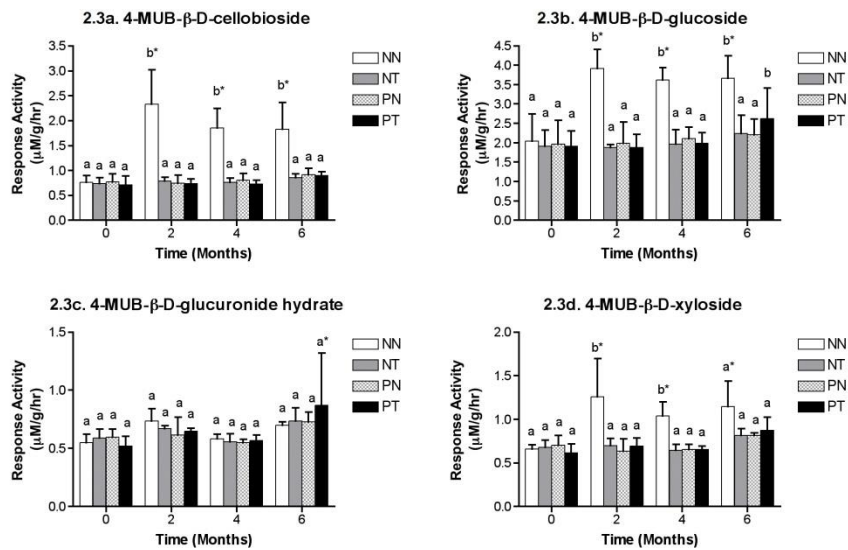 2.3a. 4-MUB-β-D-cellobioside
Response Activity
(μM/g/hr)
3.5
3.0
2.5
2.0
1.5
1.0
0.5
0.0
a a a a
b* a a a
b* a a a
b* a a a
0 2 4 6
Time (Months)
NN
NT
PN
PT
2.3b. 4-MUB-β-D-glucoside
Response Activity
(μM/g/hr)
4.5
4.0
3.5
3.0
2.5
2.0
1.5
1.0
0.5
0.0
a a a a
b* a a a
b* a a a
b* a a b
0 2 4 6
Time (Months)
NN
NT
PN
PT
2.3c. 4-MUB-β-D-glucuronide hydrate
Response Activity
(μM/g/hr)
1.5
1.0
0.5
0.0
a a a a
a a a a
a a a a
a a a a*
0 2 4 6
Time (Months)
NN
NT
PN
PT
2.3d. 4-MUB-β-D-xyloside
Response Activity
(μM/g/hr)
2.0
1.5
1.0
0.5
0.0
a a a a
b* a a a
b* a a a
a* a a a
0 2 4 6
Time (Months)
NN
NT
PN
PT